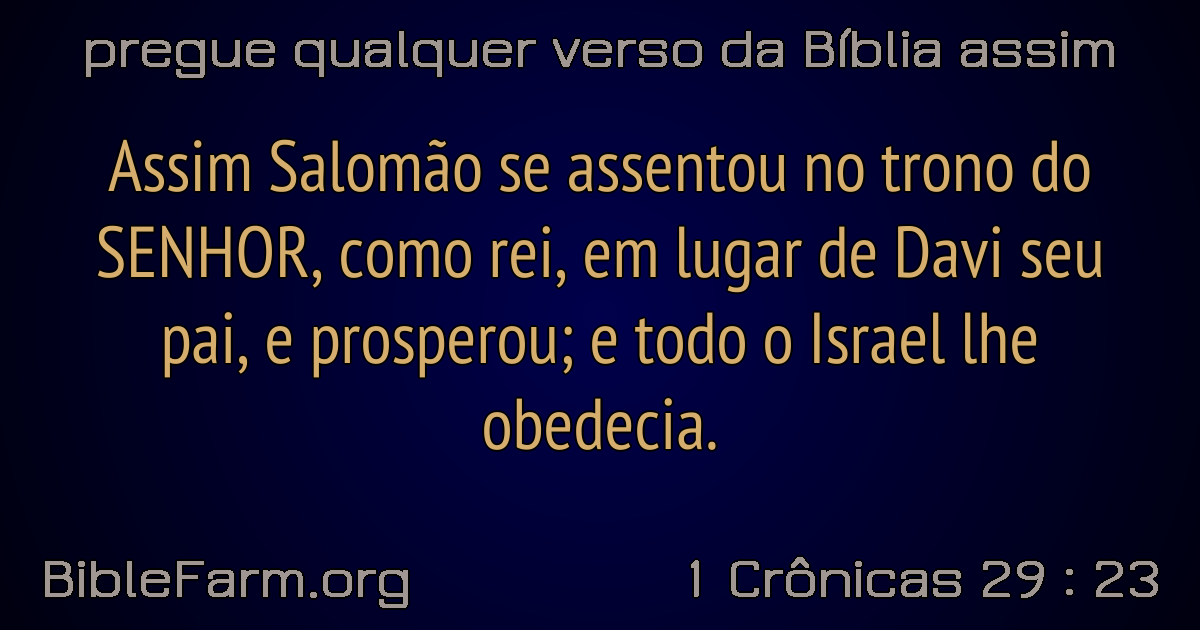 pregue qualquer verso da Bíblia assim
Assim Salomão se assentou no trono do
SENHOR, como rei, em lugar de Davi seu
pai, e prosperou; e todo o Israel lhe
obedecia.
BibleFarm.org
1 Crônicas 29 : 23